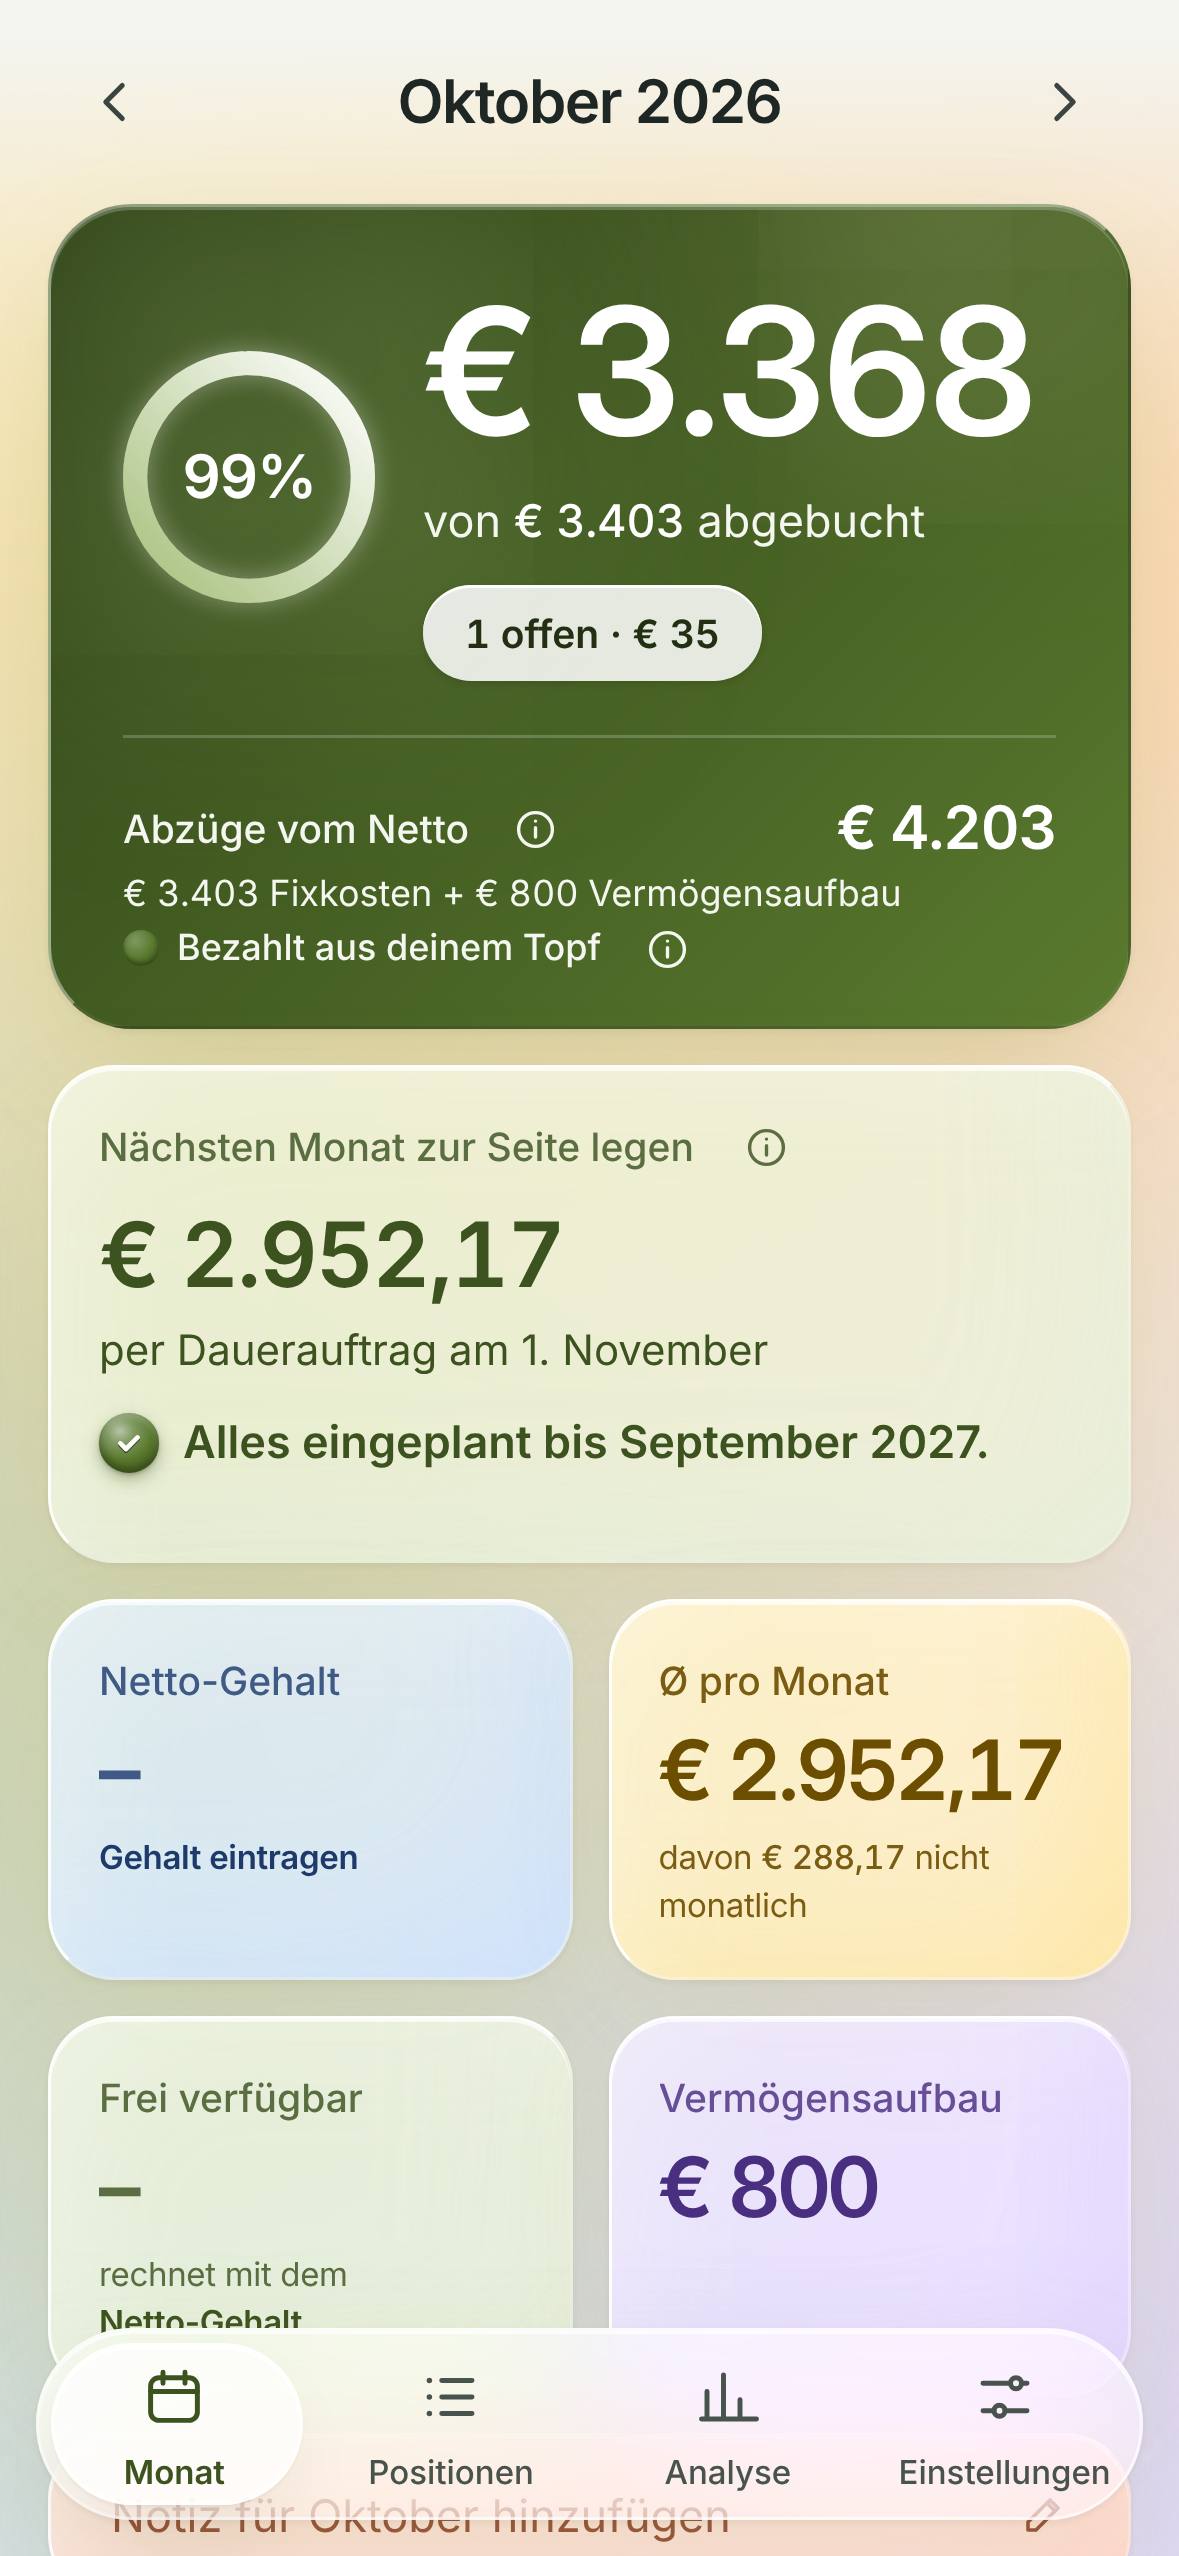 Oktober 2026
99%
€ 3.368
von € 3.403 abgebucht
1 offen · € 35
Abzüge vom Netto
€ 4.203
€ 3.403 Fixkosten + € 800 Vermögensaufbau
Bezahlt aus deinem Topf
Nächsten Monat zur Seite legen
€ 2.952,17
per Dauerauftrag am 1. November
Alles eingeplant bis September 2027.
Netto-Gehalt
–
Gehalt eintragen
Ø pro Monat
€ 2.952,17
davon € 288,17 nicht
monatlich
Frei verfügbar
–
rechnet mit dem
Netto-Gehalt
Vermögensaufbau
€ 800
Monat
Positionen
Analyse
Einstellungen
Notiz für Oktober hinzufügen